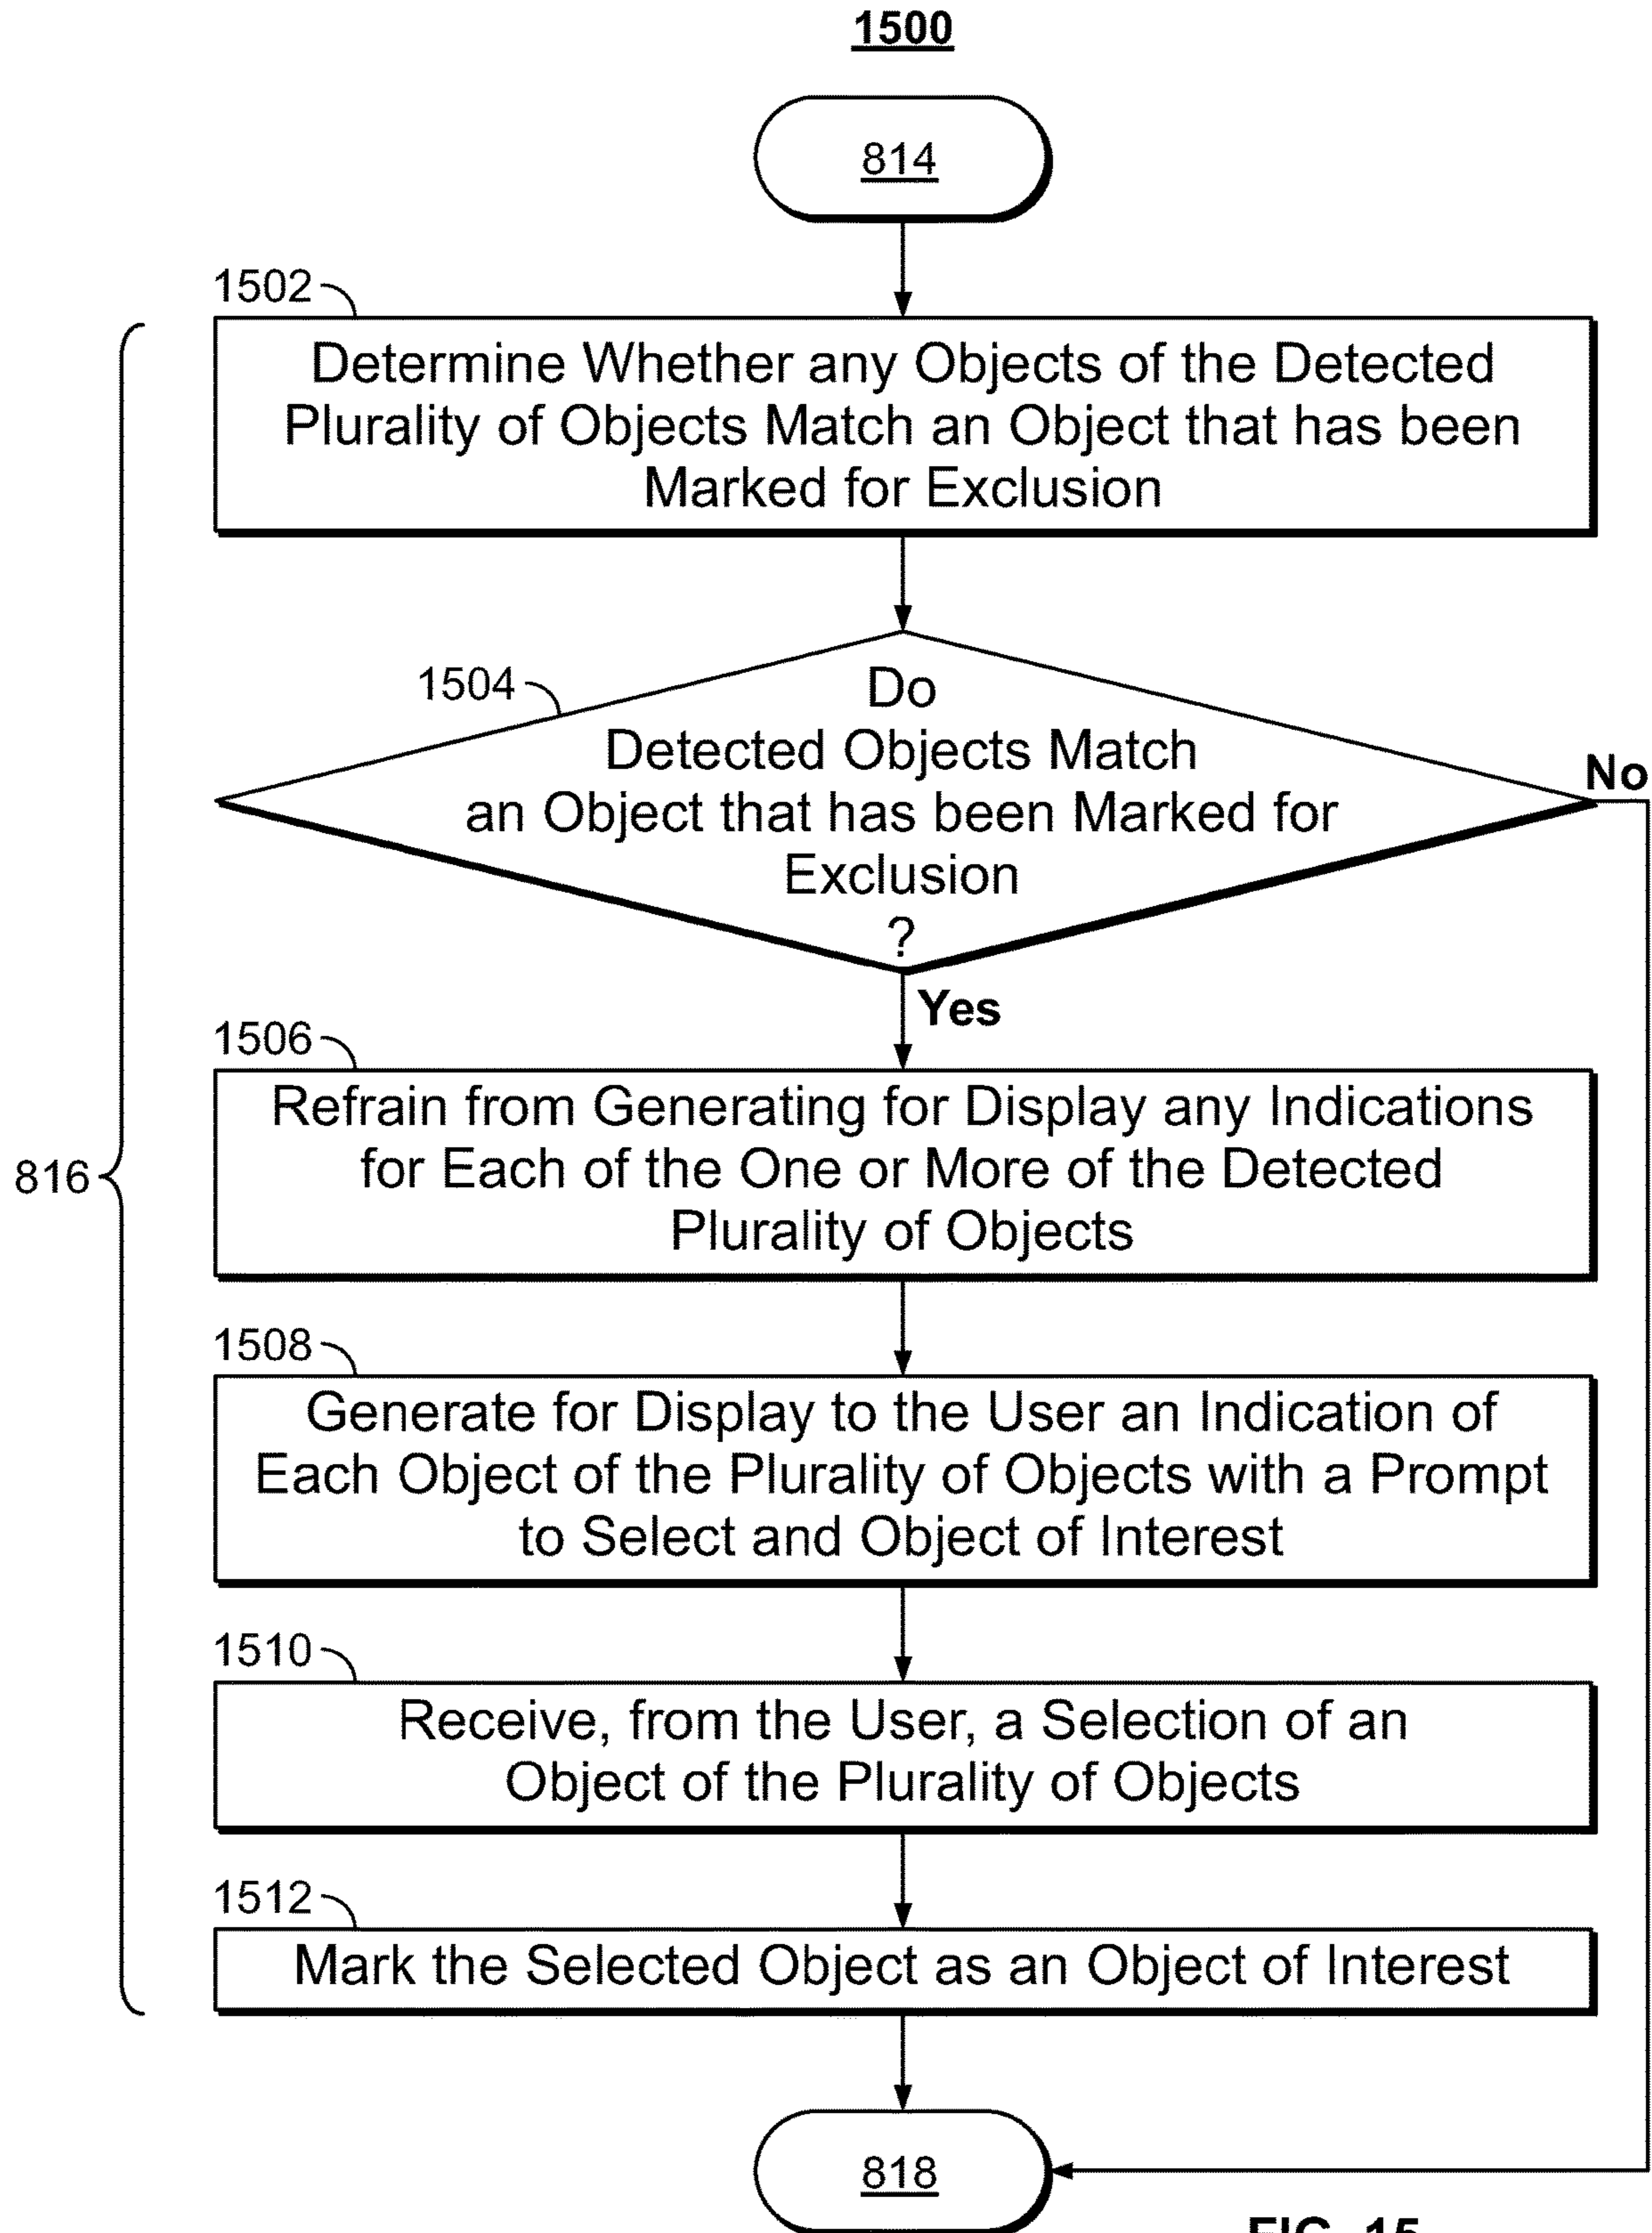 1500
814
1502
Determine Whether any Objects of the Detected
Plurality of Objects Match an Object that has been
Marked for Exclusion
1504
Do
Detected Objects Match
an Object that has been Marked for
Exclusion
?
No
Yes
1506
Refrain from Generating for Display any Indications
for Each of the One or More of the Detected
Plurality of Objects
816
1508
Generate for Display to the User an Indication of
Each Object of the Plurality of Objects with a Prompt
to Select and Object of Interest
1510
Receive, from the User, a Selection of an
Object of the Plurality of Objects
1512
Mark the Selected Object as an Object of Interest
818
FIG. 15